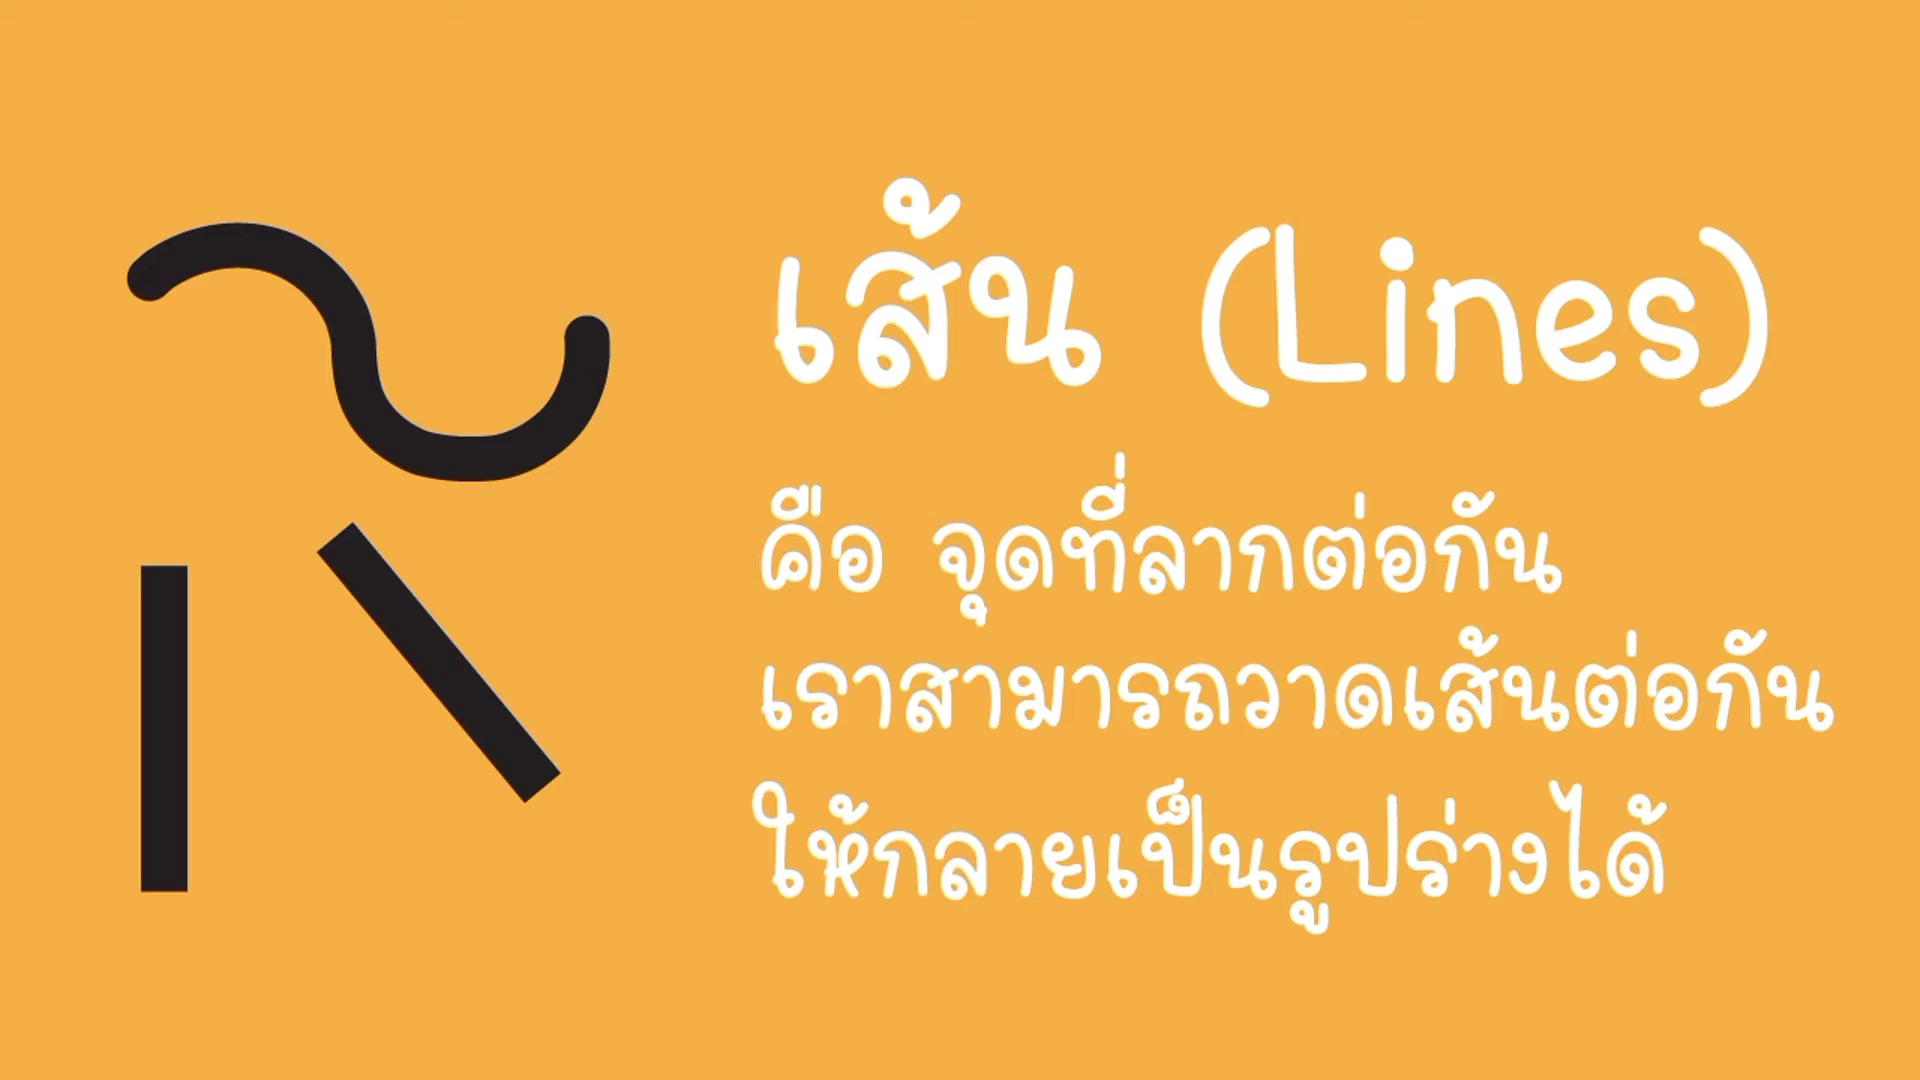 เส้น (Lines)
คือ จุดที่ลากต่อกัน
เราสามารถวาดเส้นต่อกัน
ให้กลายเป็นรูปร่างได้